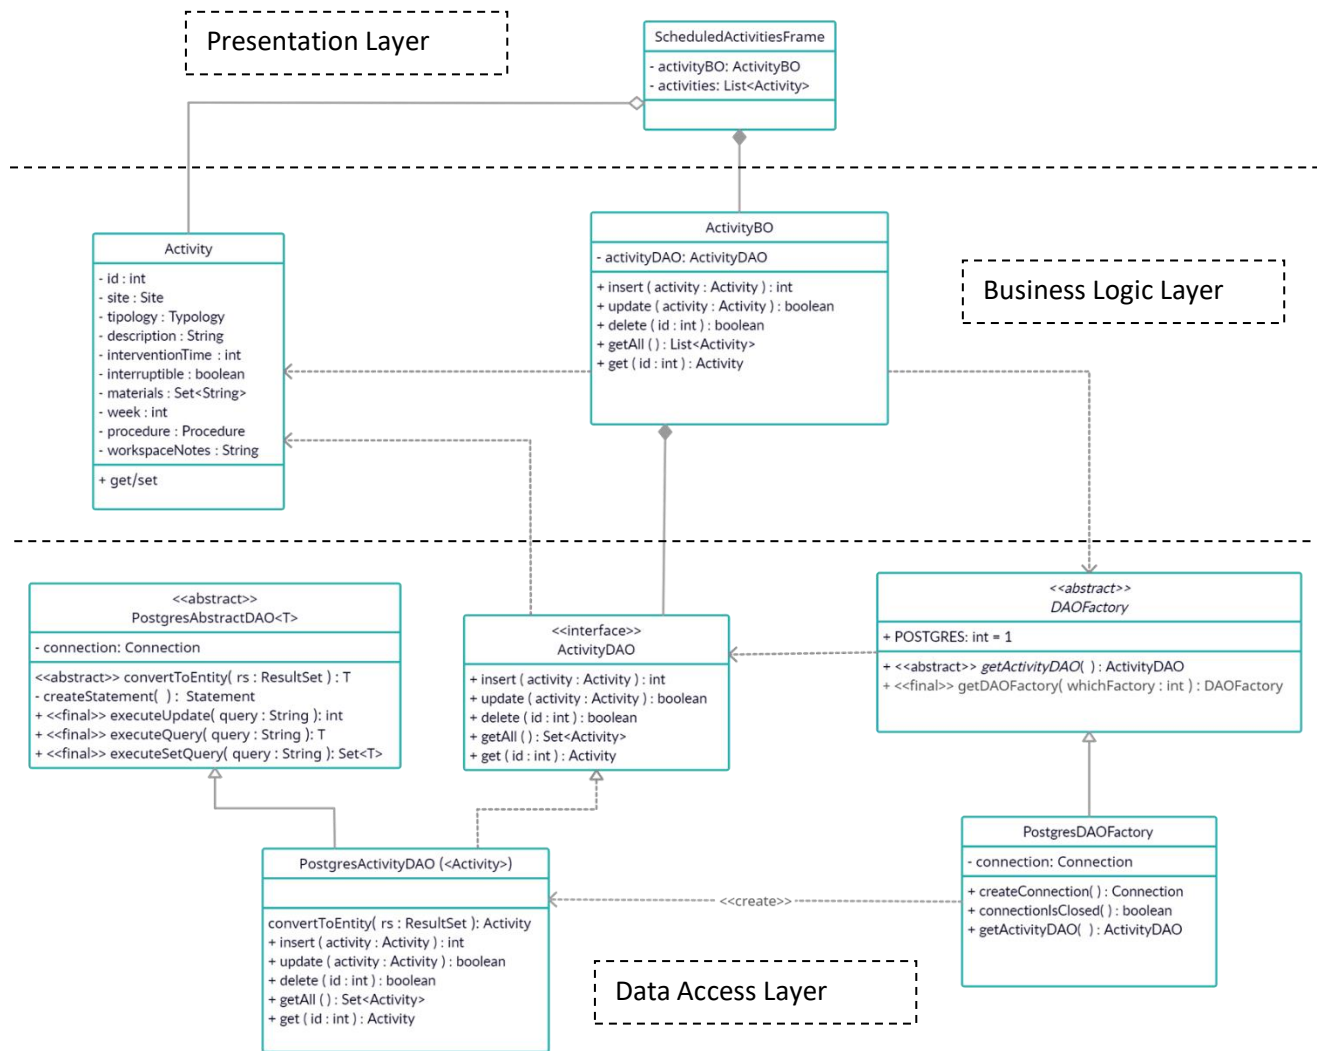 Presentation Layer
ScheduledActivitiesFrame
- activityBO: ActivityBO
- activities: List<Activity>
Activity
- id : int
- site : Site
- tipology : Typology
- description : String
- interventionTime : int
- interruptible : boolean
- materials : Set<String>
- week : int
- procedure : Procedure
- workspaceNotes : String
+ get/set
ActivityBO
- activityDAO: ActivityDAO
+ insert ( activity : Activity ) : int
+ update ( activity : Activity ) : boolean
+ delete ( id : int ) : boolean
+ getAll ( ) : List<Activity>
+ get ( id : int ) : Activity
Business Logic Layer
<<abstract>>
PostgresAbstractDAO<T>
- connection: Connection
<<abstract>> convertToEntity( rs : ResultSet ) : T
- createStatement( ) : Statement
+ <<final>> executeUpdate( query : String ): int
+ <<final>> executeQuery( query : String ): T
+ <<final>> executeSetQuery( query : String ): Set<T>
<<interface>>
ActivityDAO
+ insert ( activity : Activity ) : int
+ update ( activity : Activity ) : boolean
+ delete ( id : int ) : boolean
+ getAll ( ) : Set<Activity>
+ get ( id : int ) : Activity
<<abstract>>
DAOFactory
+ POSTGRES: int = 1
+ <<abstract>> getActivityDAO( ) : ActivityDAO
+ <<final>> getDAOFactory( whichFactory : int ) : DAOFactory
PostgresActivityDAO (<Activity>)
convertToEntity( rs : ResultSet ): Activity
+ insert ( activity : Activity ) : int
+ update ( activity : Activity ) : boolean
+ delete ( id : int ) : boolean
+ getAll ( ) : Set<Activity>
+ get ( id : int ) : Activity
<<create>>
PostgresDAOFactory
- connection: Connection
+ createConnection( ) : Connection
+ connectionIsClosed( ) : boolean
+ getActivityDAO( ) : ActivityDAO
Data Access Layer